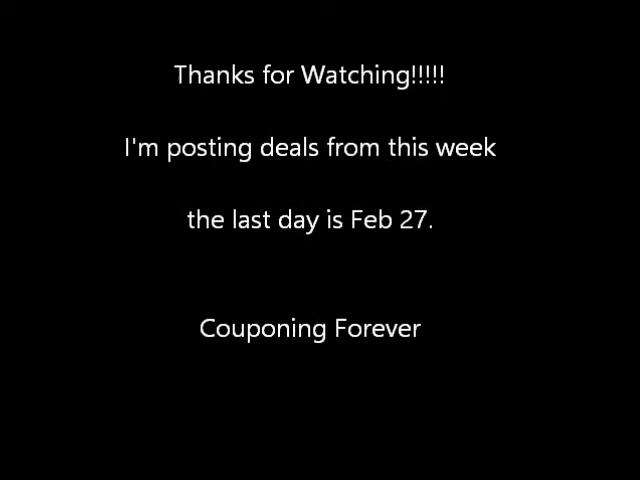 Thanks for Watching!!!!!
I'm posting deals from this week
the last day is Feb 27.
Couponing Forever